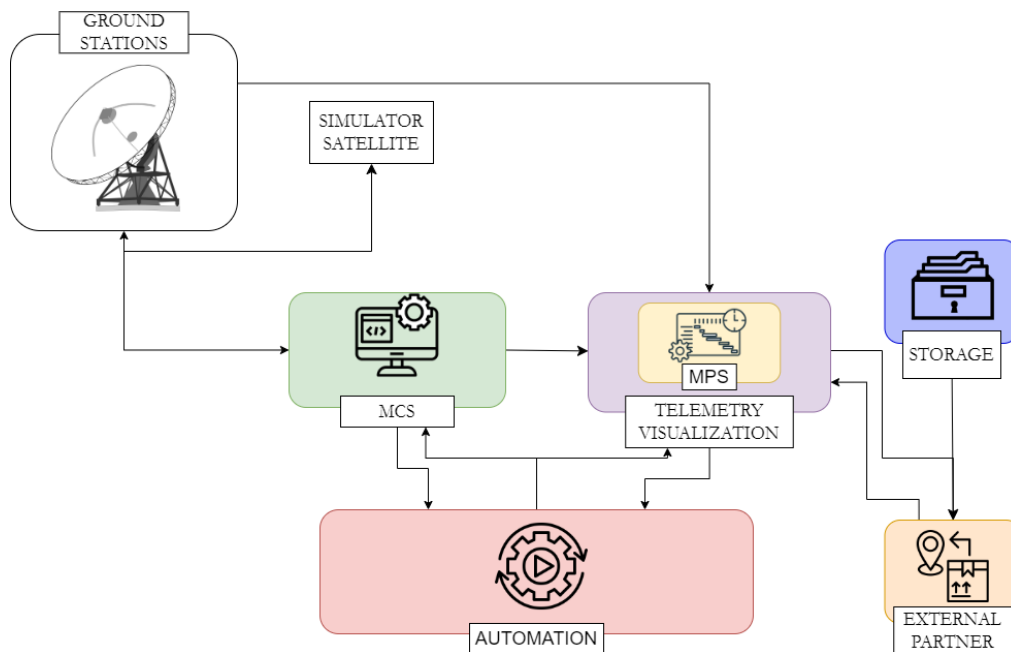 GROUND
STATIONS
SIMULATOR
SATELLITE
MPS
STORAGE
MCS
TELEMETRY
VISUALIZATION
AUTOMATION
EXTERNAL
PARTNER